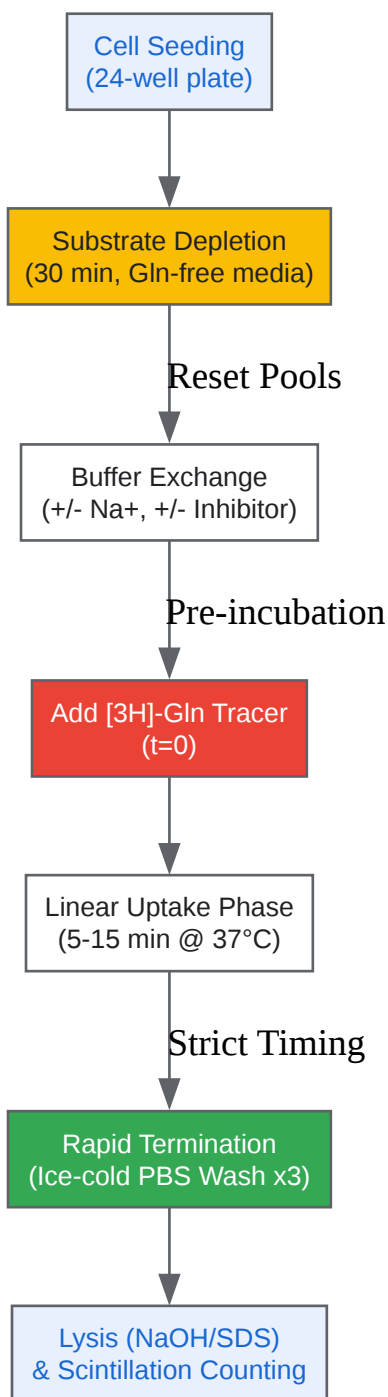 Cell Seeding
(24-well plate)
Substrate Depletion
(30 min, Gln-free media)
Reset Pools
Buffer Exchange
(+/- Na+, +/- Inhibitor)
Pre-incubation
Add [3H]-Gln Tracer
(t=0)
Linear Uptake Phase
(5-15 min @ 37°C)
Strict Timing
Rapid Termination
(Ice-cold PBS Wash x3)
Lysis (NaOH/SDS)
& Scintillation Counting